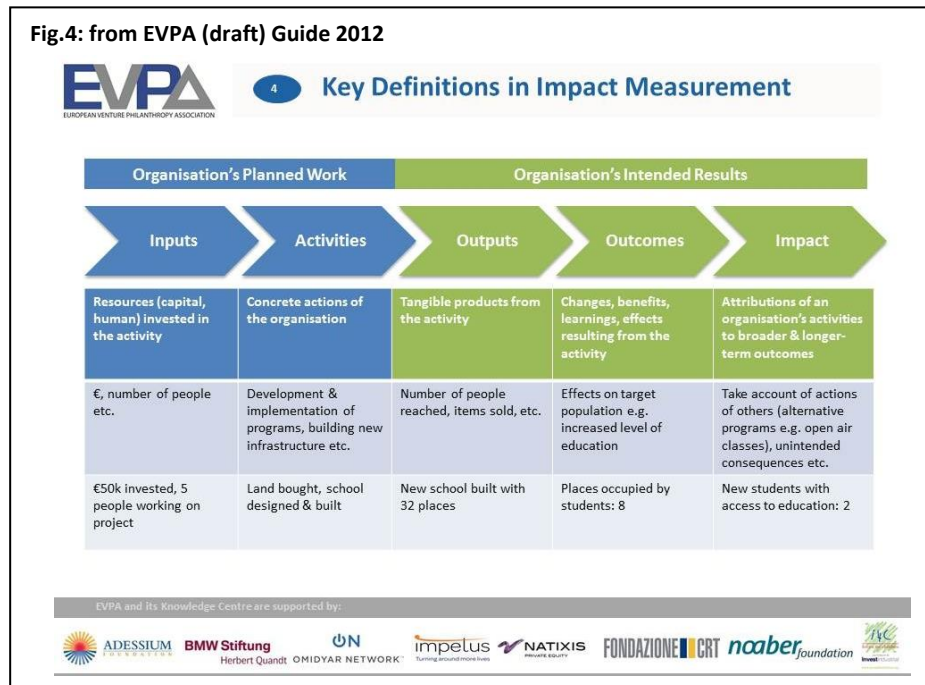 Fig.4: from EVPA (draft) Guide 2012
EVPA
EUROPEAN VENTURE PHILANTHROPY ASSOCIATION
4
Key Definitions in Impact Measurement
Organisation's Planned Work
Organisation's Intended Results
Inputs
Activities
Outputs
Outcomes
Impact
Resources (capital,
human) invested in
the activity
Concrete actions of
the organisation
Tangible products from
the activity
Changes, benefits,
learnings, effects
resulting from the
activity
Attributions of an
organisation's activities
to broader & longer-
term outcomes
€, number of people
etc.
Development &
implementation of
programs, building new
infrastructure etc.
Number of people
reached, items sold, etc.
Effects on target
population e.g.
increased level of
education
Take account of actions
of others (alternative
programs e.g. open air
classes), unintended
consequences etc.
€50k invested, 5
people working on
project
Land bought, school
designed & built
New school built with
32 places
Places occupied by
students: 8
New students with
access to education: 2
EVPA and its Knowledge Centre are supported by:
ADESSIUM
FOUNDATION
BMW Stiftung
Herbert Quandt
ON
OMIDYAR NETWORK™
impetus
Turning around more lives
NATIXIS
PRIVATE EQUITY
FONDAZIONE CRT
noaber foundation
Investindustrial